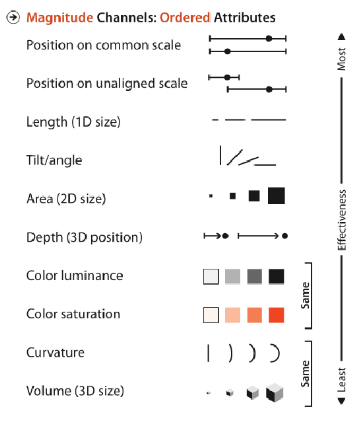 Magnitude Channels: Ordered Attributes
Position on common scale
Position on unaligned scale
Length (1D size)
Tilt/angle
Area (2D size)
Depth (3D position)
Color luminance
Color saturation
Curvature
Volume (3D size)
Most
Effectiveness
Least
Same
Same